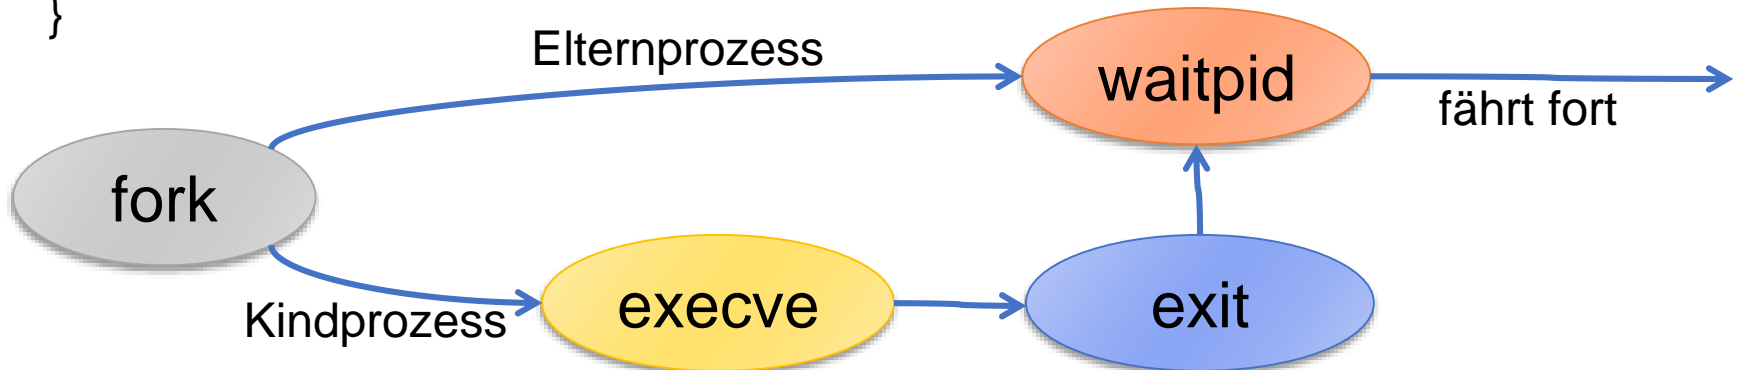 }
Elternprozess
waitpid
fährt fort
fork
Kindprozess
execve
exit